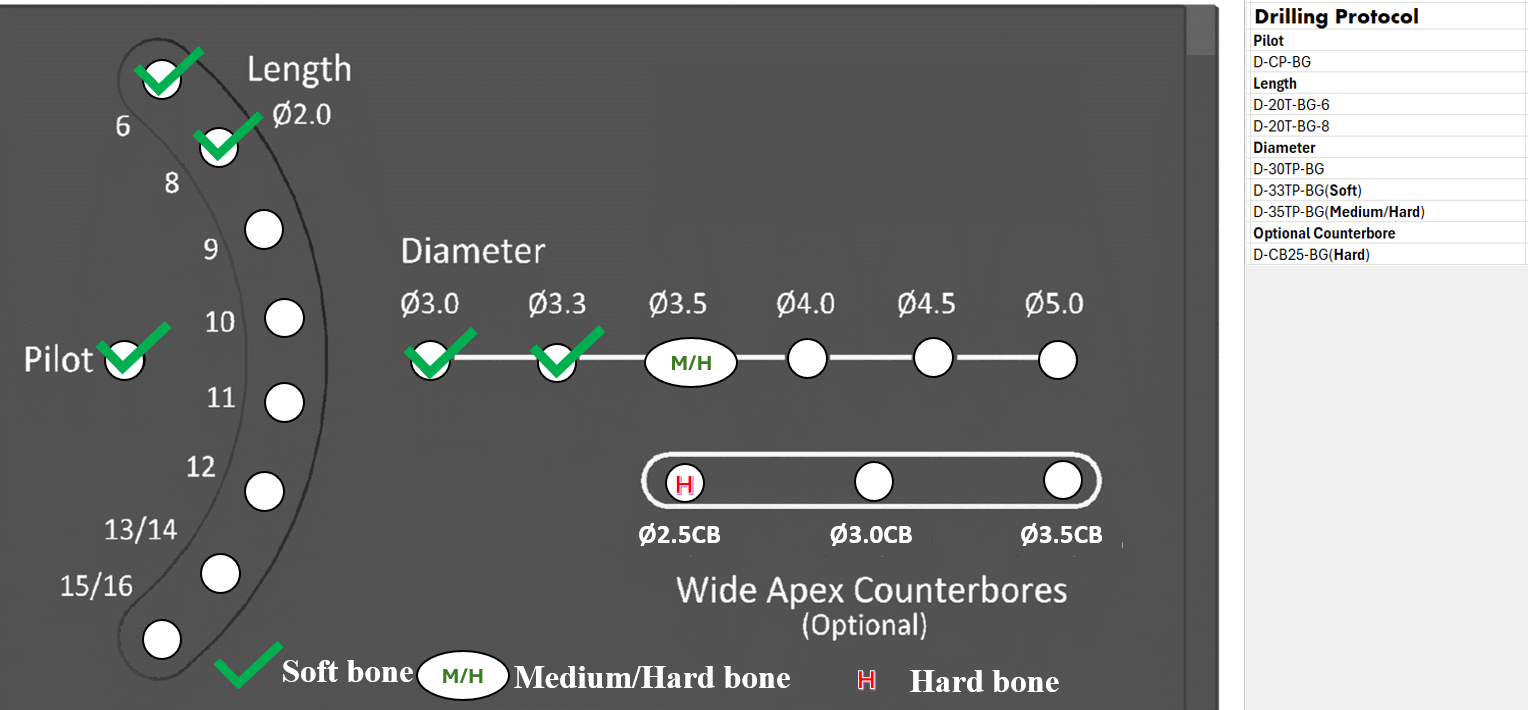 Length
Ø2.0
6
8
9
10
Pilot
11
12
13/14
15/16
Diameter
Ø3.0 Ø3.3 Ø3.5 Ø4.0 Ø4.5 Ø5.0
M/H
H
Ø2.5CB Ø3.0CB Ø3.5CB
Wide Apex Counterbores
(Optional)
Soft bone M/H Medium/Hard bone H Hard bone
Drilling Protocol
Pilot
D-CP-BG
Length
D-20T-BG-6
D-20T-BG-8
Diameter
D-30TP-BG
D-33TP-BG(Soft)
D-35TP-BG(Medium/Hard)
Optional Counterbore
D-CB25-BG(Hard)